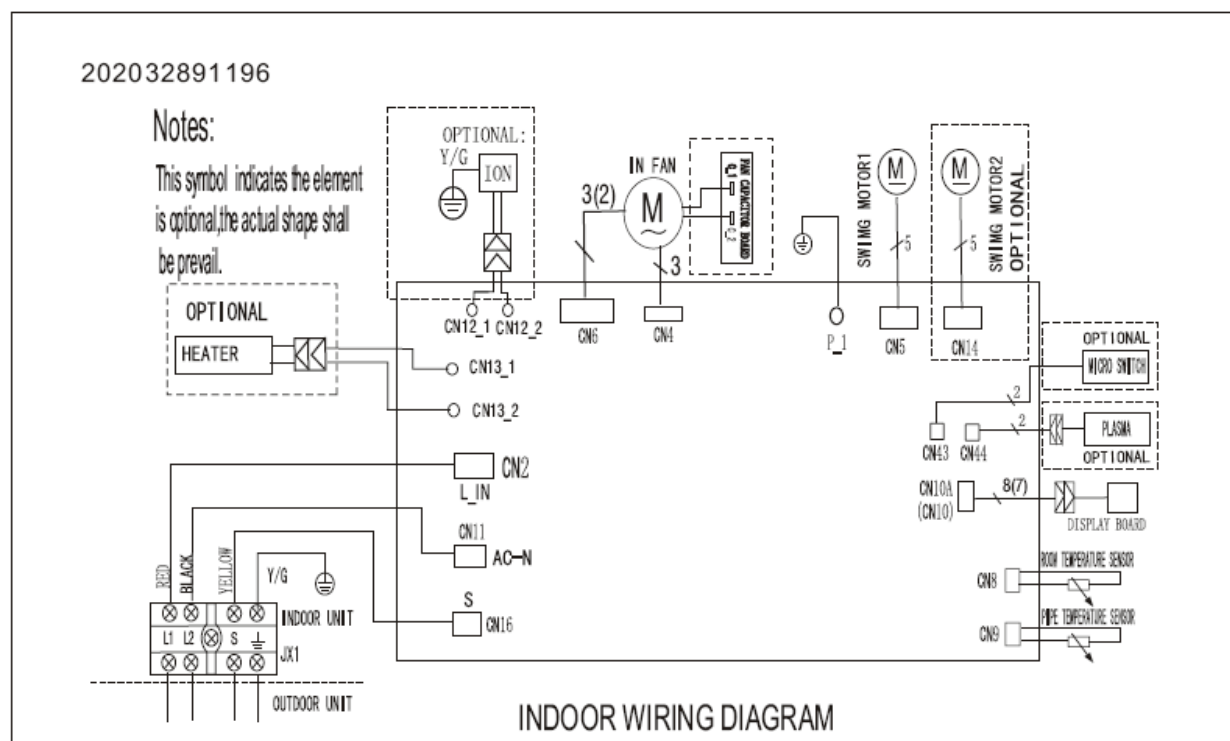 202032891196
Notes:
This symbol indicates the element
is optional,the actual shape shall
be prevail.
OPTIONAL
HEATER
OPTIONAL:
Y/G
ION
CN12_1 CN12_2
CN13_1
CN13_2
IN FAN
M
3(2)
3
CN6
CN4
FAN CAPACITOR BOARD
Q_1
Q_2
P_1
SWIMG MOTOR1
M
5
CN5
SWIMG MOTOR2
OPTIONAL
M
5
CN14
OPTIONAL
MICRO SWITCH
2
CN43
2
CN44
PLASMA
OPTIONAL
CN10A
(CN10)
8(7)
DISPLAY BOARD
CN8
ROOM TEMPERATURE SENSOR
CN9
PIPE TEMPERATURE SENSOR
CN2
L_IN
CN11
AC-N
S
CN16
RED
BLACK
YELLOW
Y/G
INDOOR UNIT
L1 L2 S
JX1
OUTDOOR UNIT
INDOOR WIRING DIAGRAM